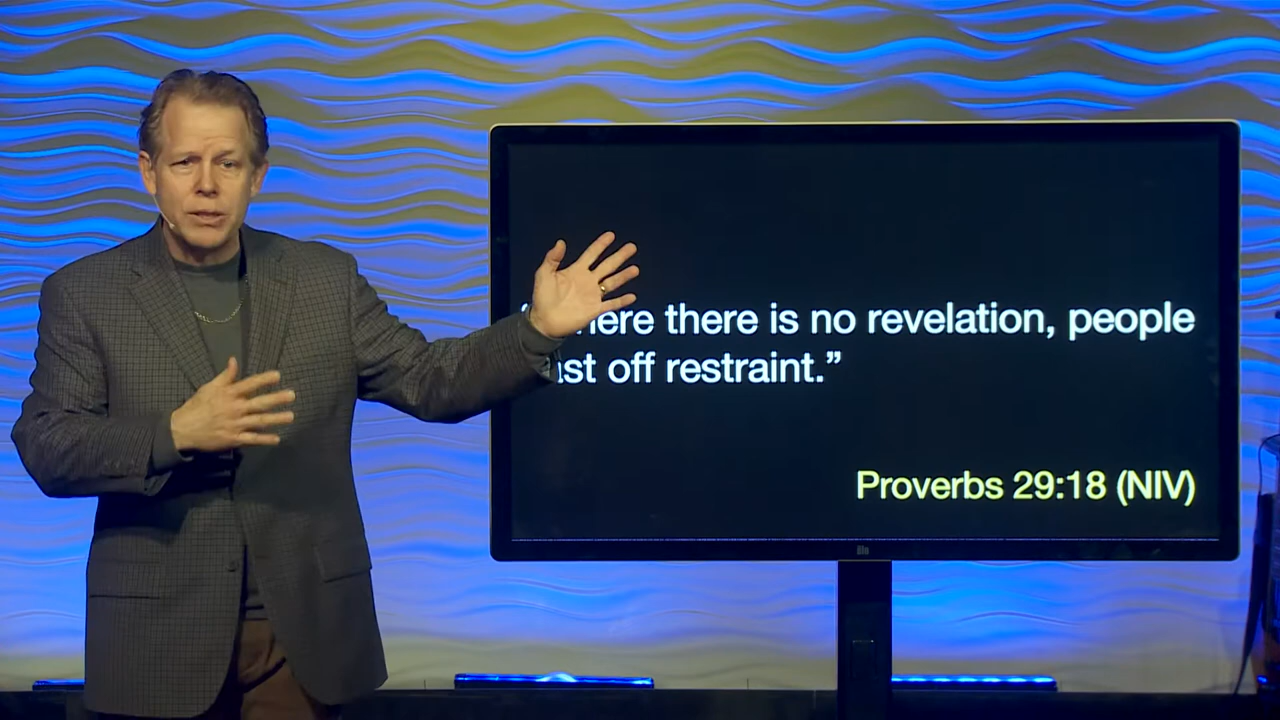 there is no revelation, people
off restraint.”
Proverbs 29:18 (NIV)